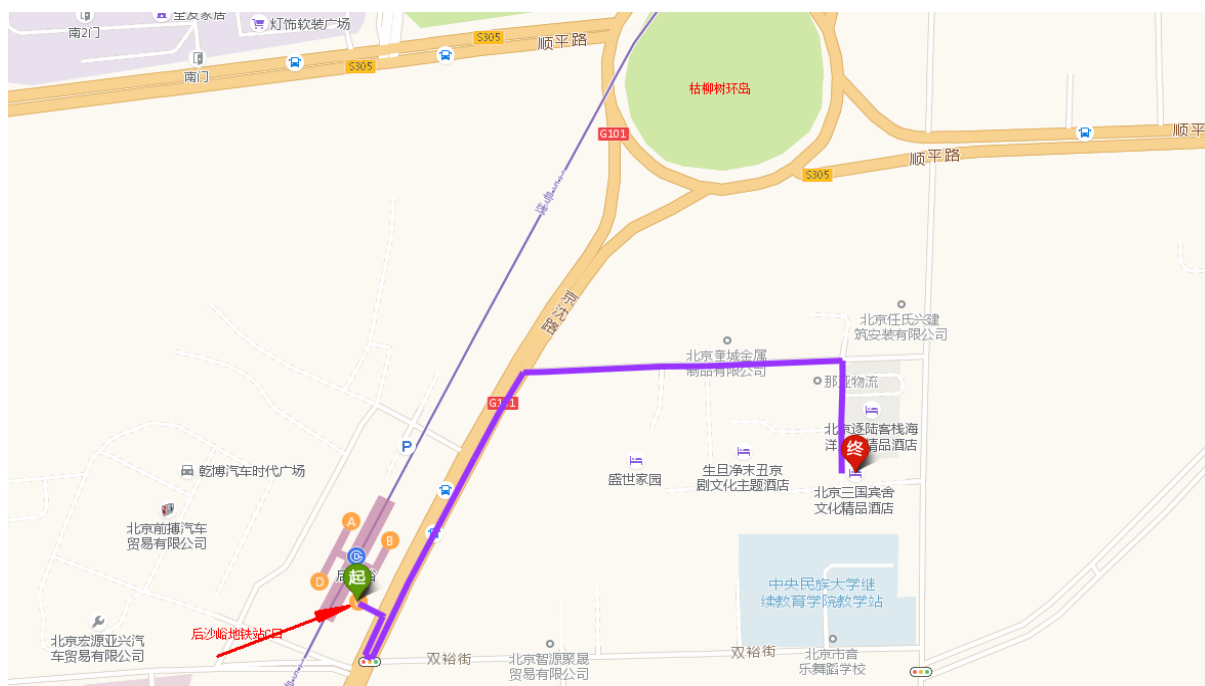 全友家居
灯饰软装广场
南2门
南门
S305
顺平路
S305
枯柳树环岛
G101
顺平
顺平路
S305
京沈路
北京任氏兴建
筑安装有限公司
北京奎城金属
制品有限公司
那亚物流
G101
北京逐陆客栈海
精品酒店
P
终
乾搏汽车时代广场
盛世家园
生旦净末丑京
剧文化主题酒店
北京三国宾舍
文化精品酒店
北京前搏汽车
贸易有限公司
A
B
D
起
中央民族大学继
续教育学院教学站
后沙峪地铁站C口
北京宏源亚兴汽
车贸易有限公司
双裕街
北京智源聚晟
贸易有限公司
双裕街
北京市音
乐舞蹈学校